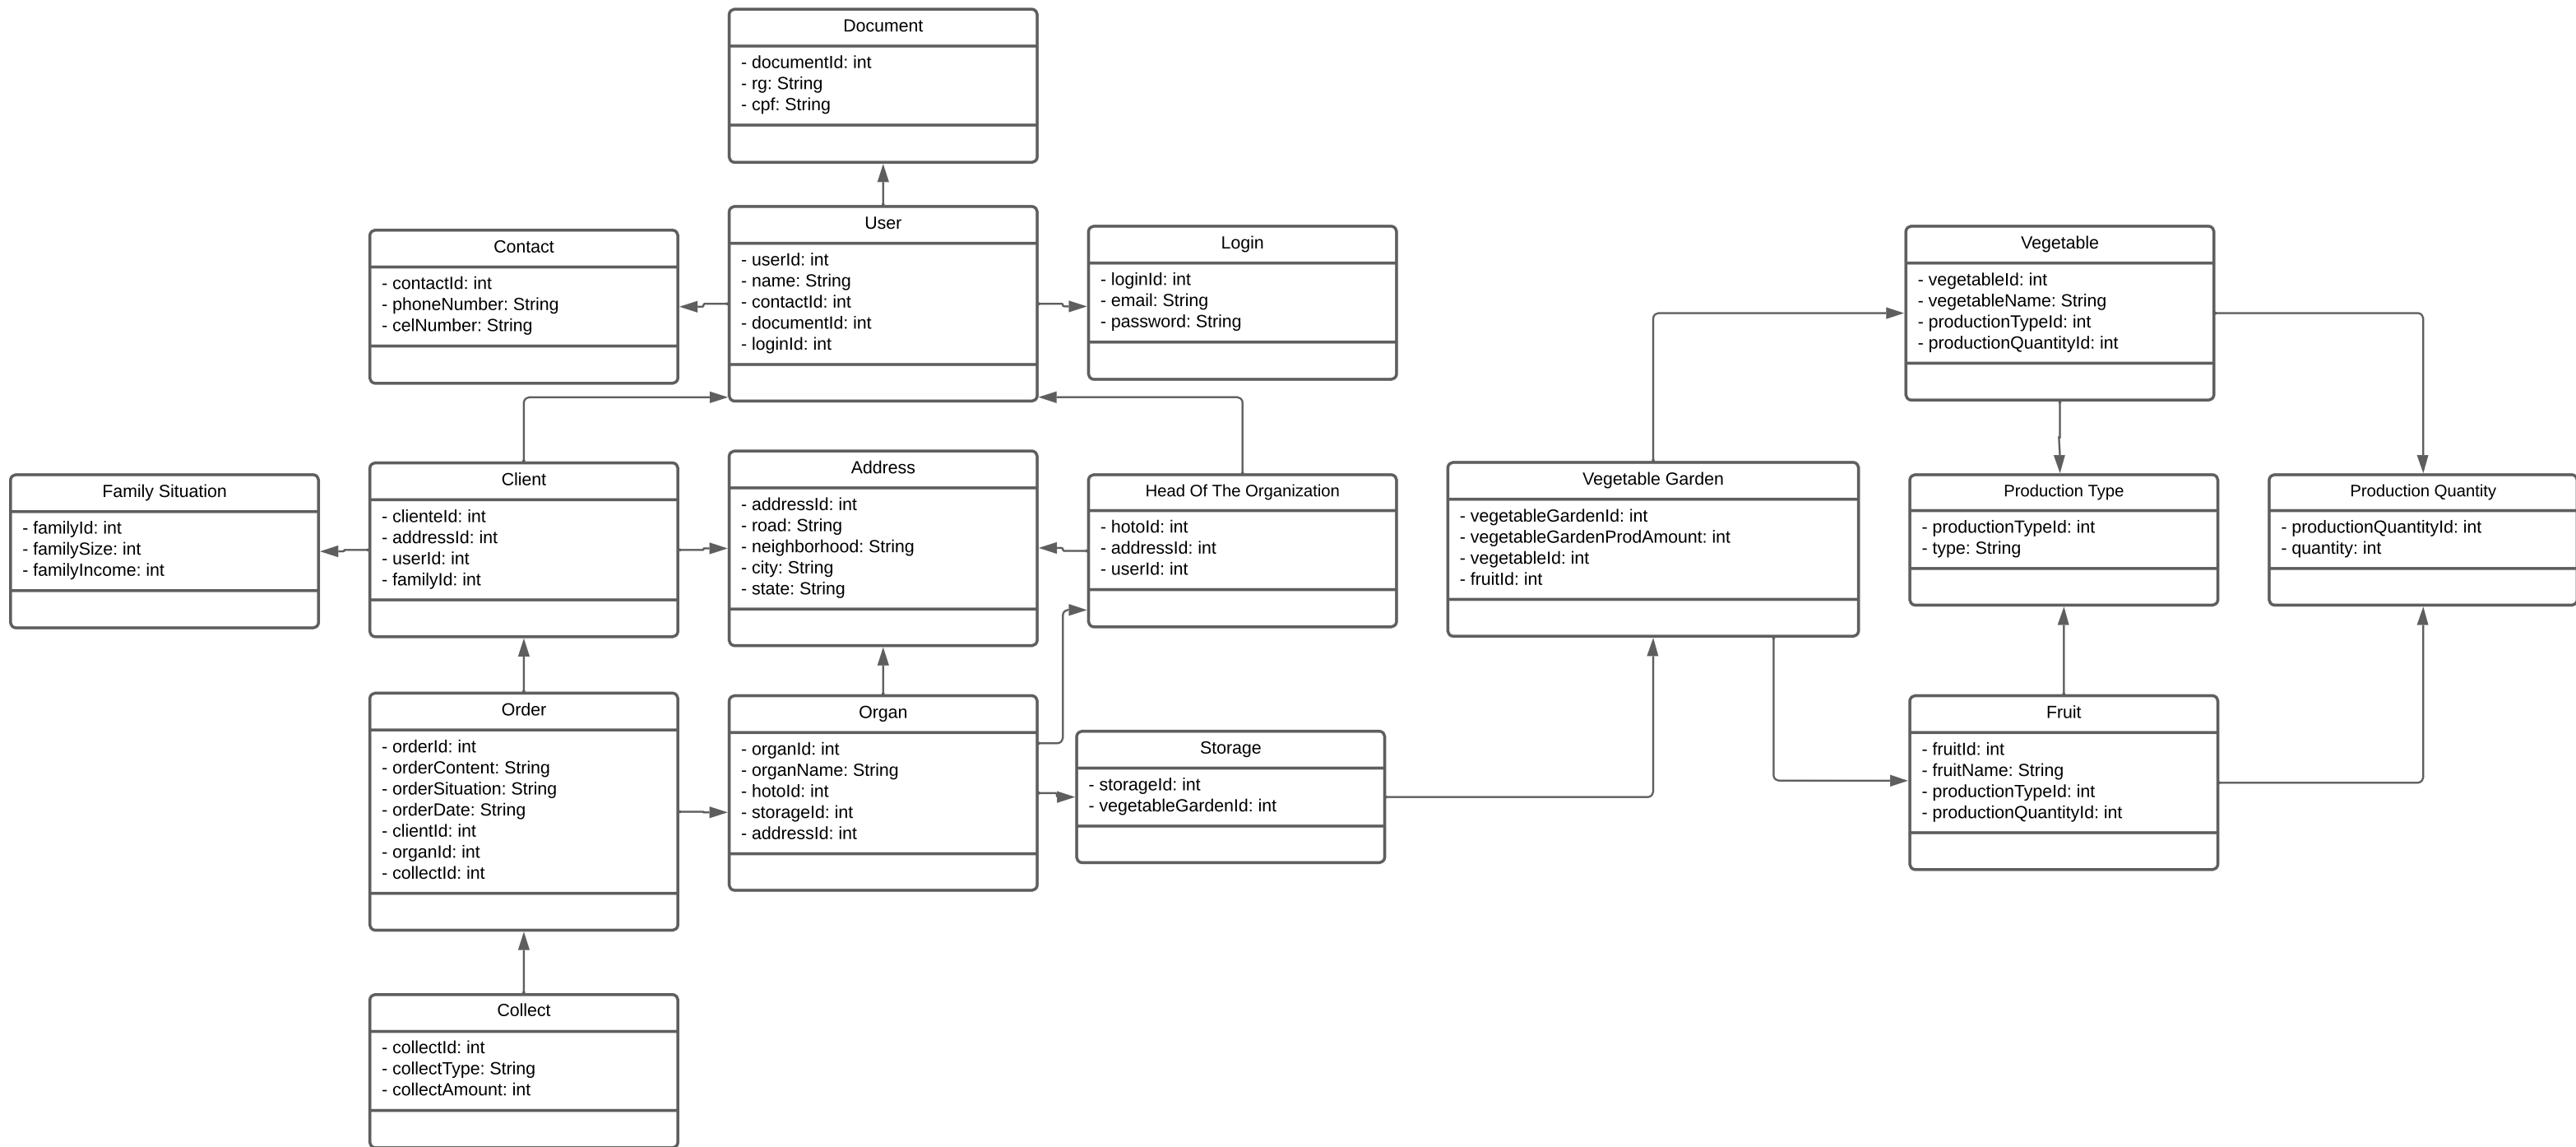 Document
- documentId: int
- rg: String
- cpf: String
User
- userId: int
- name: String
- contactId: int
- documentId: int
- loginId: int
Contact
- contactId: int
- phoneNumber: String
- celNumber: String
Login
- loginId: int
- email: String
- password: String
Vegetable
- vegetableId: int
- vegetableName: String
- productionTypeId: int
- productionQuantityId: int
Family Situation
- familyId: int
- familySize: int
- familyIncome: int
Client
- clienteId: int
- addressId: int
- userId: int
- familyId: int
Address
- addressId: int
- road: String
- neighborhood: String
- city: String
- state: String
Head Of The Organization
- hotoId: int
- addressId: int
- userId: int
Vegetable Garden
- vegetableGardenId: int
- vegetableGardenProdAmount: int
- vegetableId: int
- fruitId: int
Production Type
- productionTypeId: int
- type: String
Production Quantity
- productionQuantityId: int
- quantity: int
Order
- orderId: int
- orderContent: String
- orderSituation: String
- orderDate: String
- clientId: int
- organId: int
- collectId: int
Organ
- organId: int
- organName: String
- hotoId: int
- storageId: int
- addressId: int
Storage
- storageId: int
- vegetableGardenId: int
Fruit
- fruitId: int
- fruitName: String
- productionTypeId: int
- productionQuantityId: int
Collect
- collectId: int
- collectType: String
- collectAmount: int